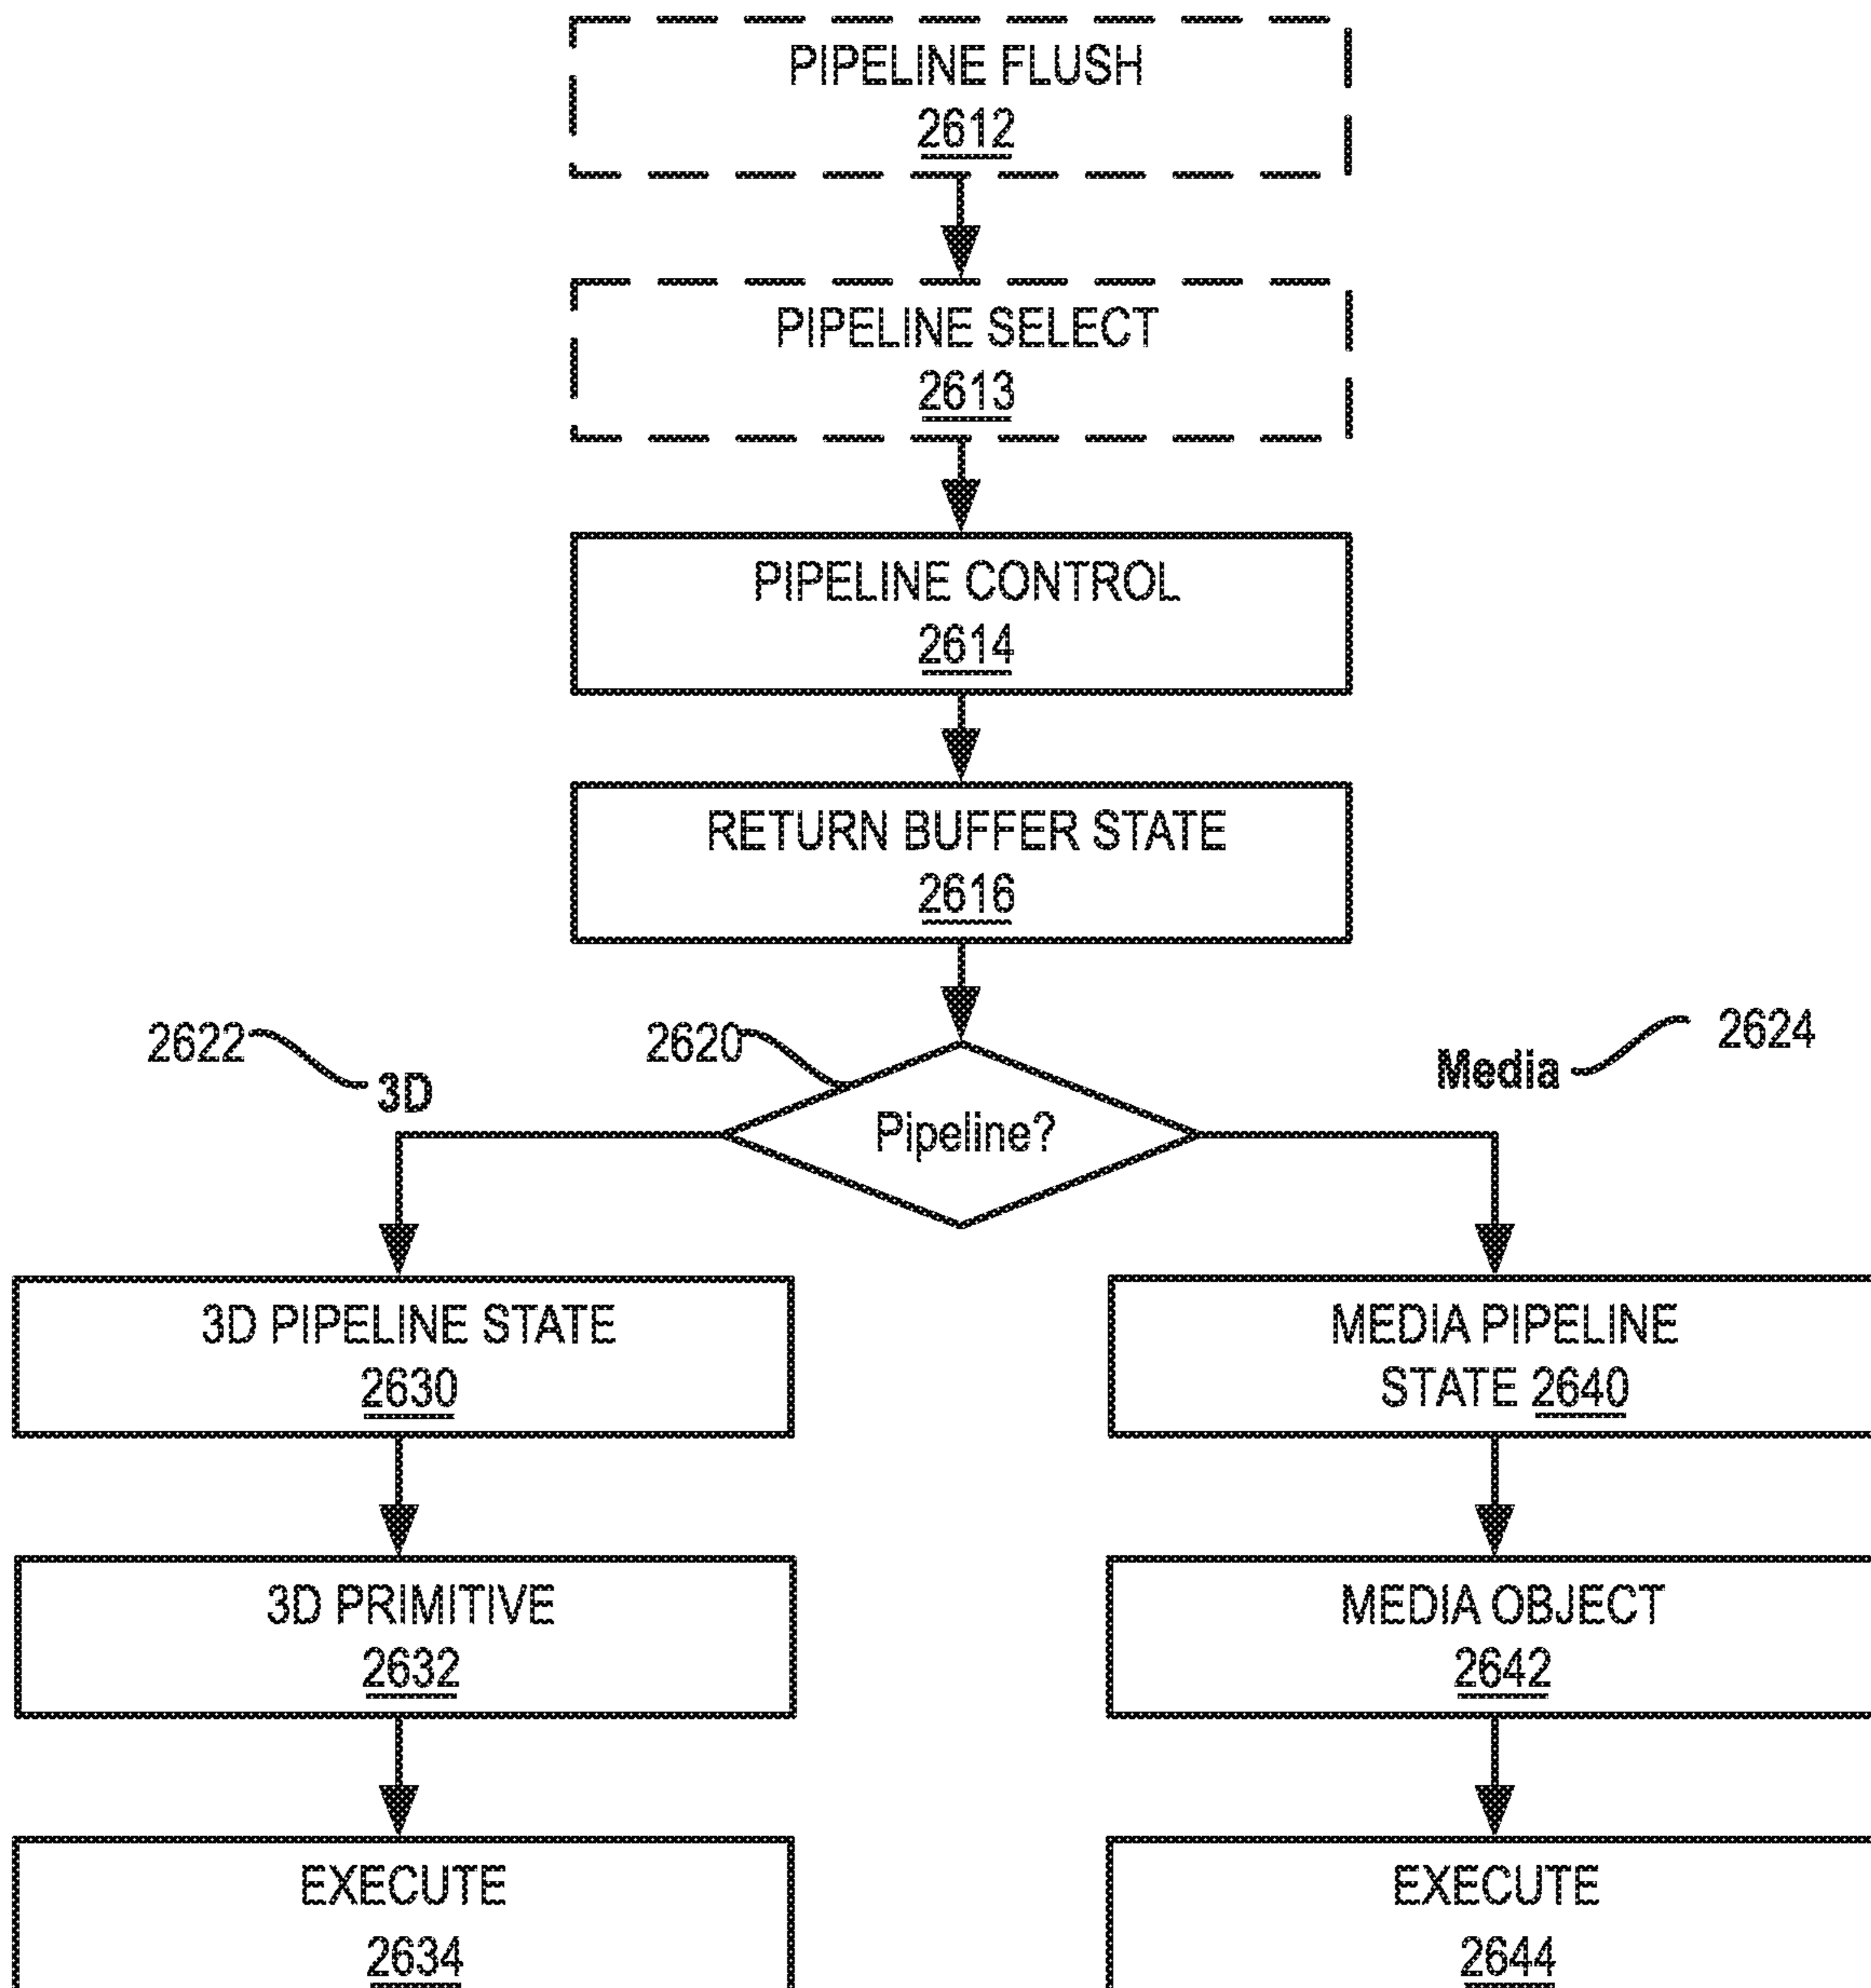 PIPELINE FLUSH
2612
PIPELINE SELECT
2613
PIPELINE CONTROL
2614
RETURN BUFFER STATE
2616
2622
3D
2620
Pipeline?
Media
2624
3D PIPELINE STATE
2630
MEDIA PIPELINE
STATE 2640
3D PRIMITIVE
2632
MEDIA OBJECT
2642
EXECUTE
2634
EXECUTE
2644